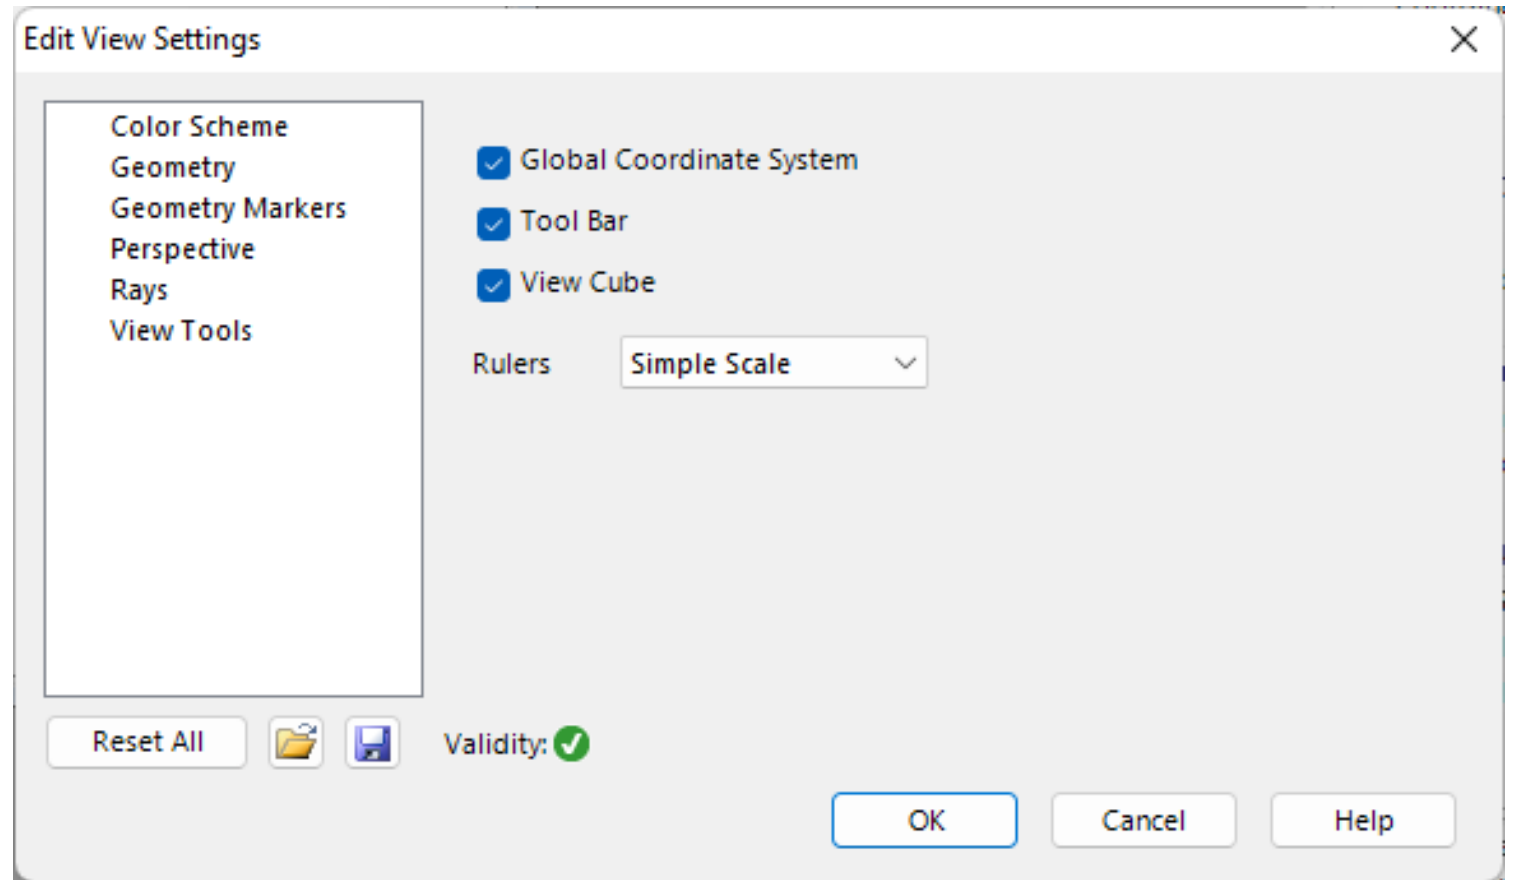 Edit View Settings
Color Scheme
Geometry
Geometry Markers
Perspective
Rays
View Tools
Global Coordinate System
Tool Bar
View Cube
Rulers Simple Scale
Reset All
Validity:
OK Cancel Help